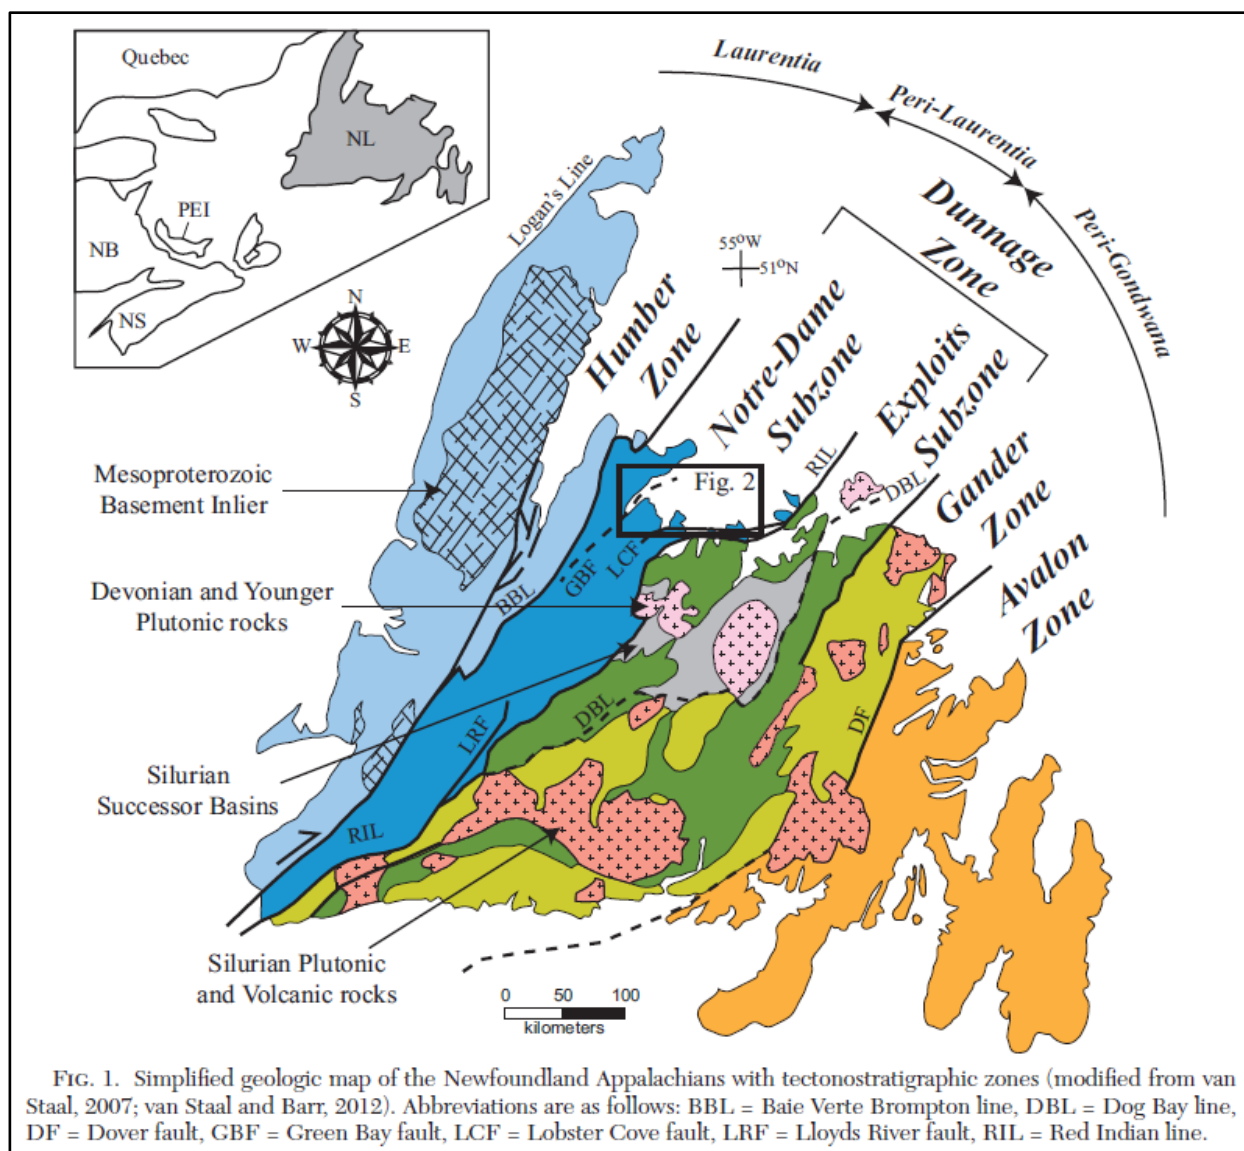 Quebec
NL
PEI
NB
NS
N
W
E
S
Logan's Line
Laurentia
Peri-Laurentia
Peri-Gondwana
55°W
51°N
Humber
Zone
Notre-Dame
Subzone
Dunnage
Zone
Exploits
Subzone
Gander
Zone
Avalon
Zone
Mesoproterozoic
Basement Inlier
Devonian and Younger
Plutonic rocks
Silurian
Successor Basins
Silurian Plutonic
and Volcanic rocks
Fig. 2
RIL
DBL
BBL
GBF
LCF
DBL
LRF
DF
RIL
0 50 100
kilometers
FIG. 1. Simplified geologic map of the Newfoundland Appalachians with tectonostratigraphic zones (modified from van
Staal, 2007; van Staal and Barr, 2012). Abbreviations are as follows: BBL = Baie Verte Brompton line, DBL = Dog Bay line,
DF = Dover fault, GBF = Green Bay fault, LCF = Lobster Cove fault, LRF = Lloyds River fault, RIL = Red Indian line.